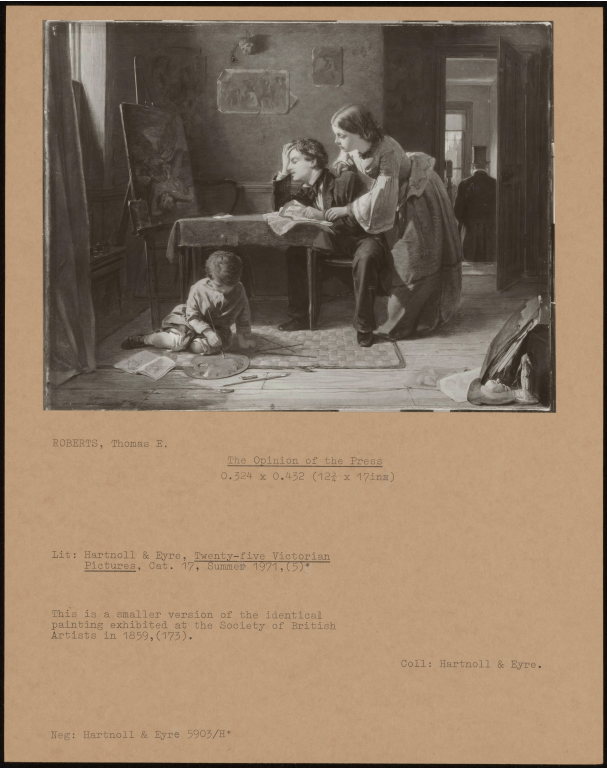 ROBERTS, Thomas E.
The Opinion of the Press
0.324 x 0.432 (12¾ x 17ins)
Lit: Hartnoll & Eyre, Twenty-five Victorian
Pictures, Cat. 17, Summer 1971,(5)*
This is a smaller version of the identical
painting exhibited at the Society of British
Artists in 1859,(173).
Coll: Hartnoll & Eyre.
Neg: Hartnoll & Eyre 5903/H*